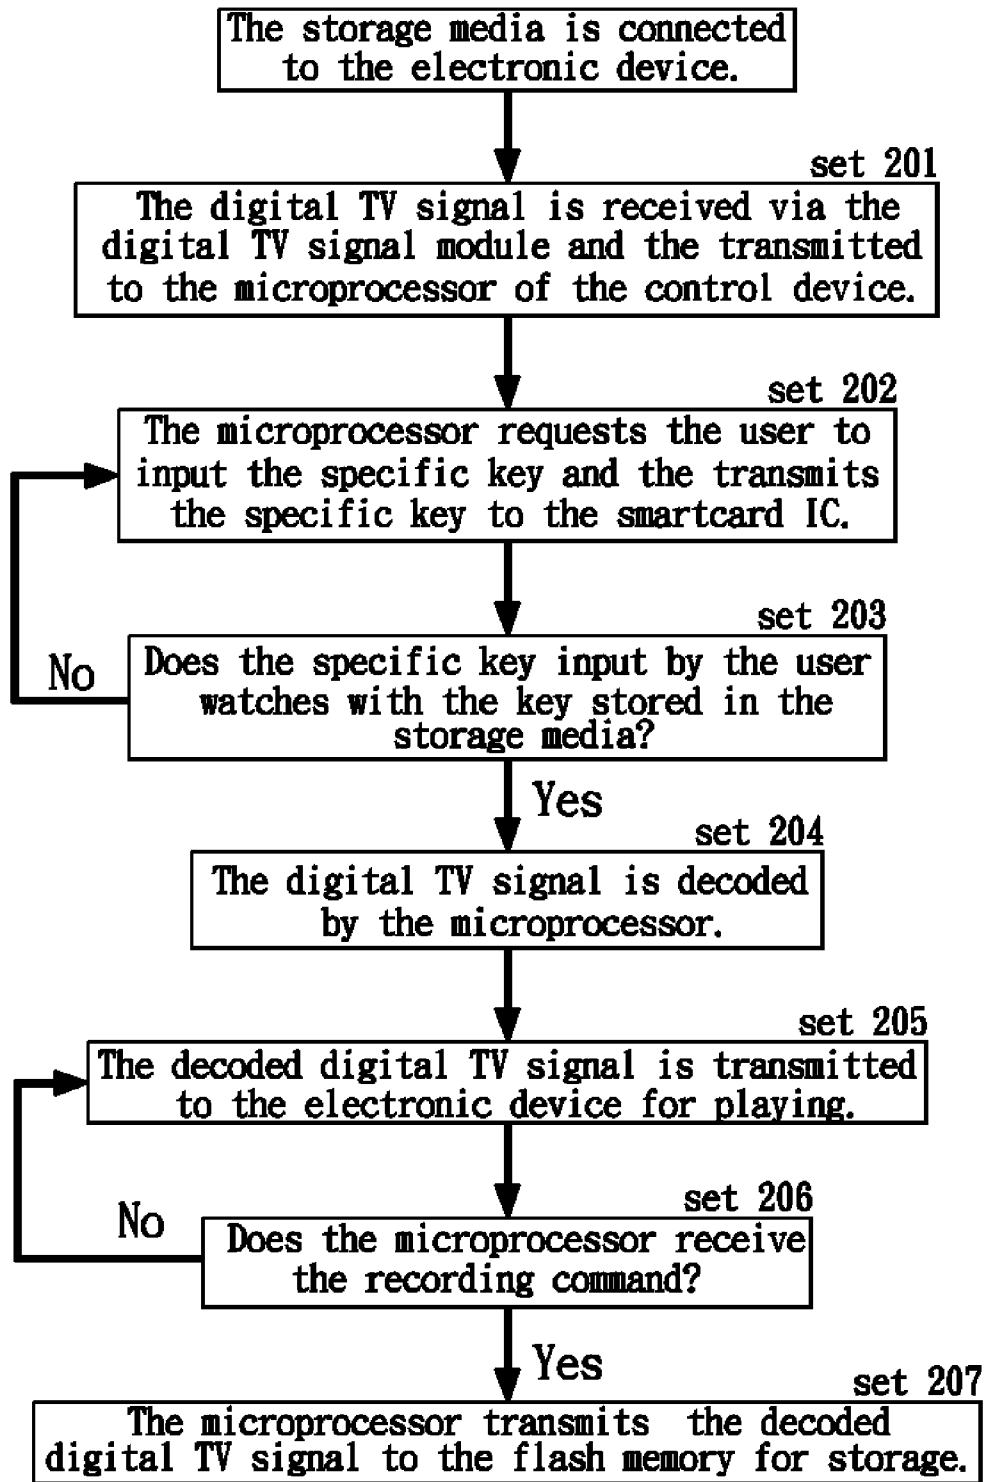 The storage media is connected
to the electronic device.
set 201
The digital TV signal is received via the
digital TV signal module and the transmitted
to the microprocessor of the control device.
set 202
The microprocessor requests the user to
input the specific key and the transmits
the specific key to the smartcard IC.
set 203
Does the specific key input by the user
watches with the key stored in the
storage media?
No
Yes
set 204
The digital TV signal is decoded
by the microprocessor.
set 205
The decoded digital TV signal is transmitted
to the electronic device for playing.
set 206
Does the microprocessor receive
the recording command?
No
Yes
set 207
The microprocessor transmits the decoded
digital TV signal to the flash memory for storage.